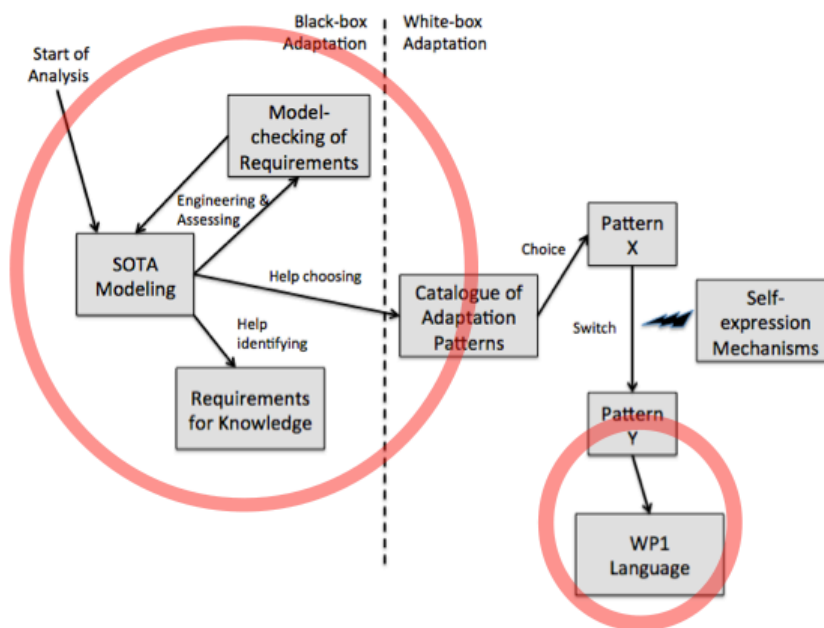 Black-box
Adaptation
White-box
Adaptation
Start of
Analysis
Model-
checking of
Requirements
Engineering &
Assessing
SOTA
Modeling
Help choosing
Help
identifying
Requirements
for Knowledge
Catalogue of
Adaptation
Patterns
Choice
Pattern
X
Switch
Self-
expression
Mechanisms
Pattern
Y
WP1
Language